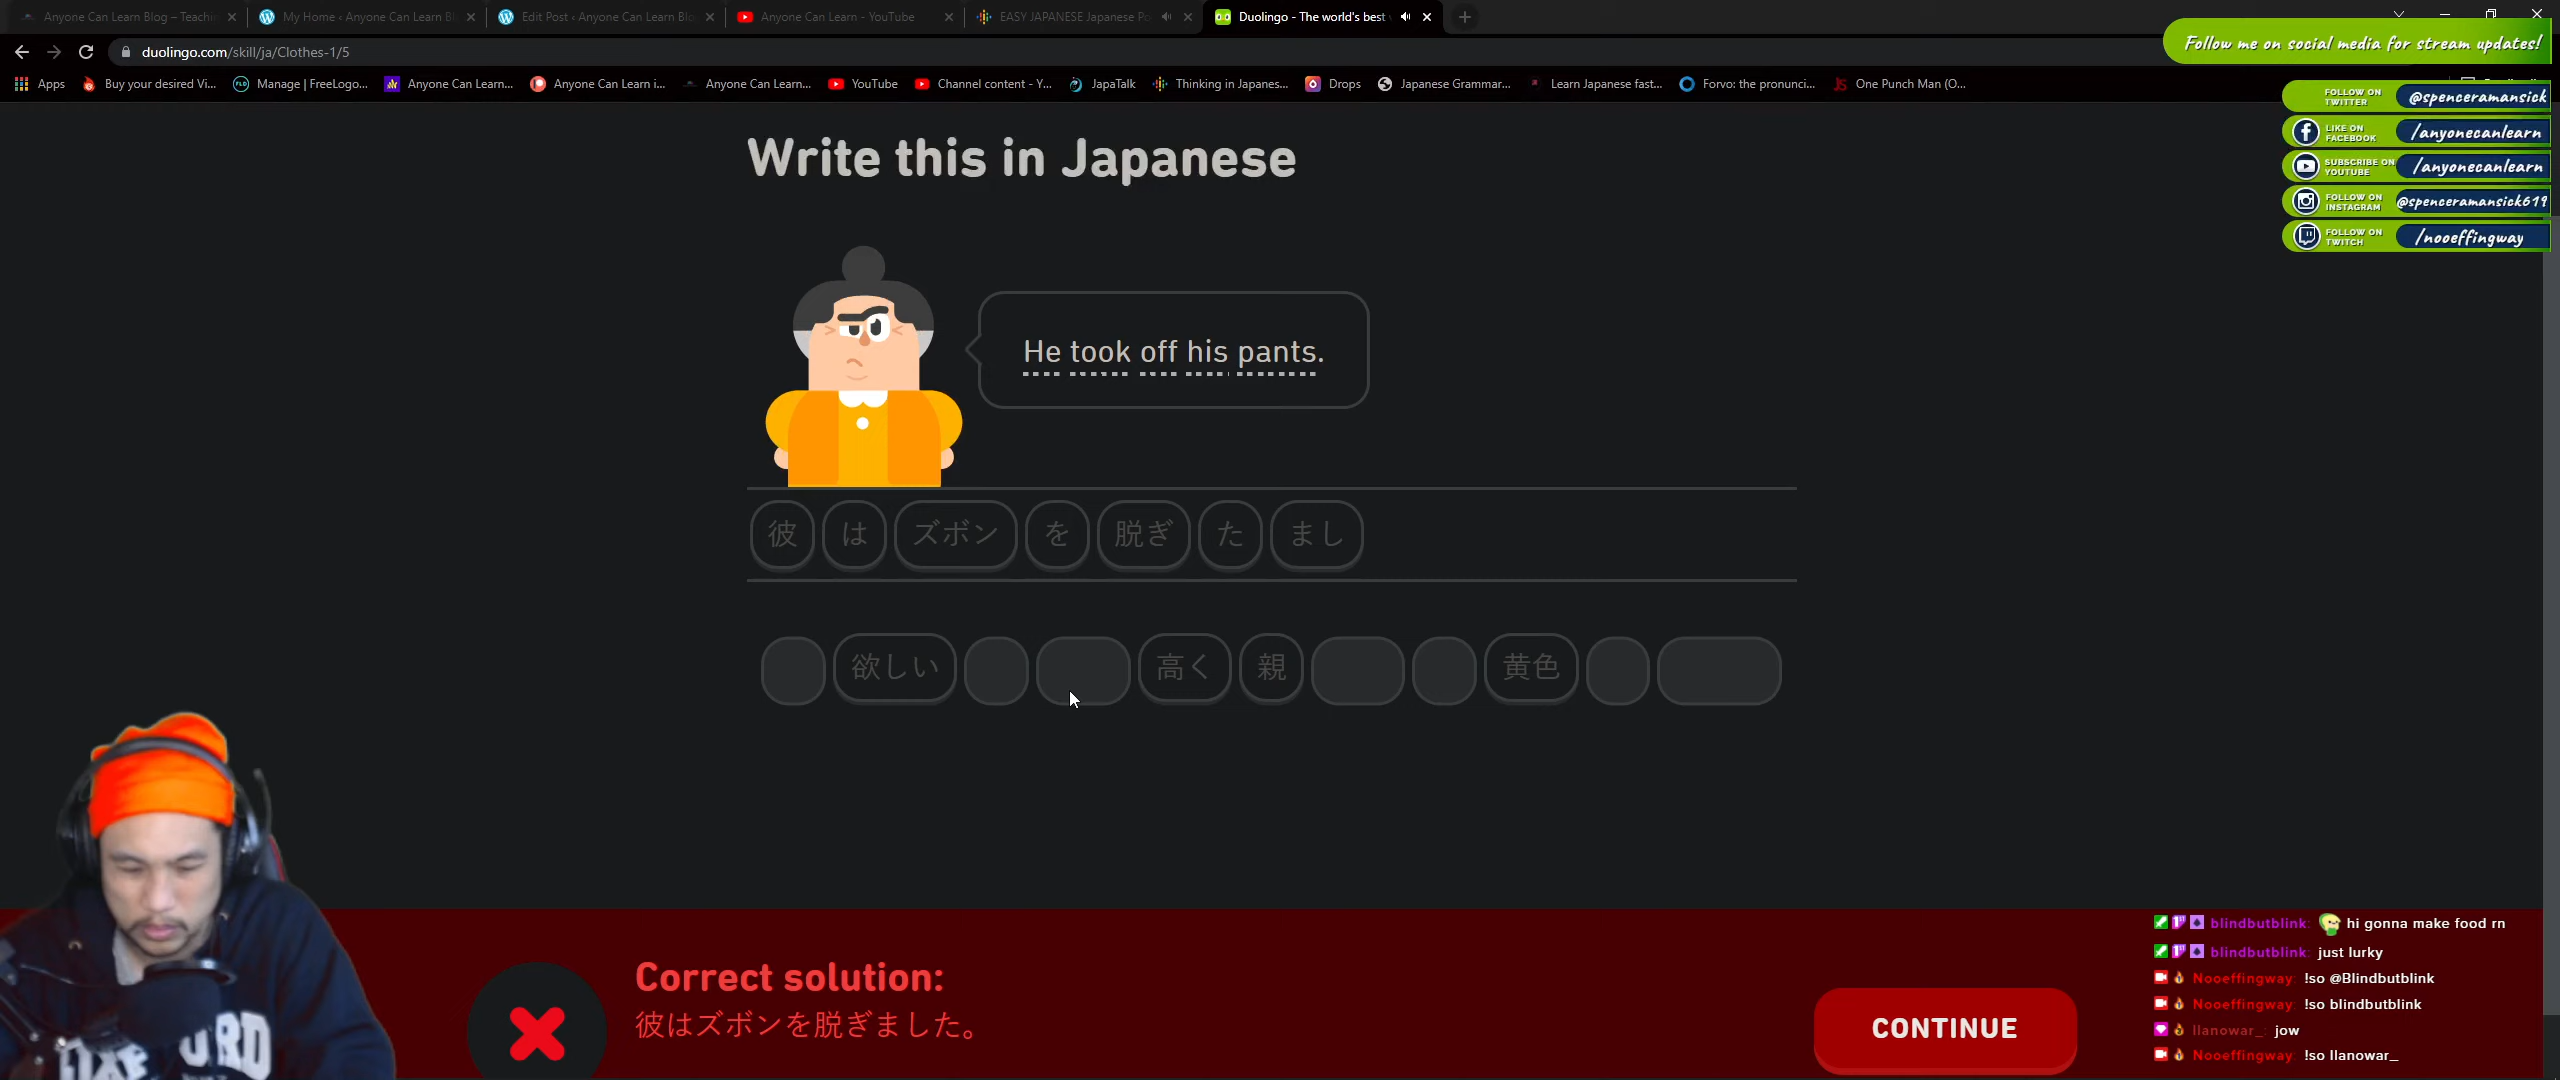 Anyone Can Learn Blog – Teachi
My Home ‹ Anyone Can Learn Bl
Edit Post ‹ Anyone Can Learn Blo
Anyone Can Learn - YouTube
EASY JAPANESE Japanese Po
Duolingo - The world's best
duolingo.com/skill/ja/Clothes-1/5
Follow me on social media for stream updates!
Apps
Buy your desired Vi...
Manage | FreeLogo...
Anyone Can Learn...
Anyone Can Learn i...
Anyone Can Learn...
YouTube
Channel content - Y...
JapaTalk
Thinking in Japanes...
Drops
Japanese Grammar...
Learn Japanese fast...
Forvo: the pronunci...
One Punch Man (O...
FOLLOW ON
TWITTER
@spenceramansick
LIKE ON
FACEBOOK
/anyonecanlearn
SUBSCRIBE ON
YOUTUBE
/anyonecanlearn
FOLLOW ON
INSTAGRAM
@spenceramansick619
FOLLOW ON
TWITCH
/nooeffingway
Write this in Japanese
He took off his pants.
彼 は ズボン を 脱ぎ た まし
欲しい 高く 親 黄色
Correct solution:
彼はズボンを脱ぎました。
CONTINUE
blindbutblink: hi gonna make food rn
blindbutblink: just lurky
Nooeffingway: !so @Blindbutblink
Nooeffingway: !so blindbutblink
llanowar_: jow
Nooeffingway: !so llanowar_